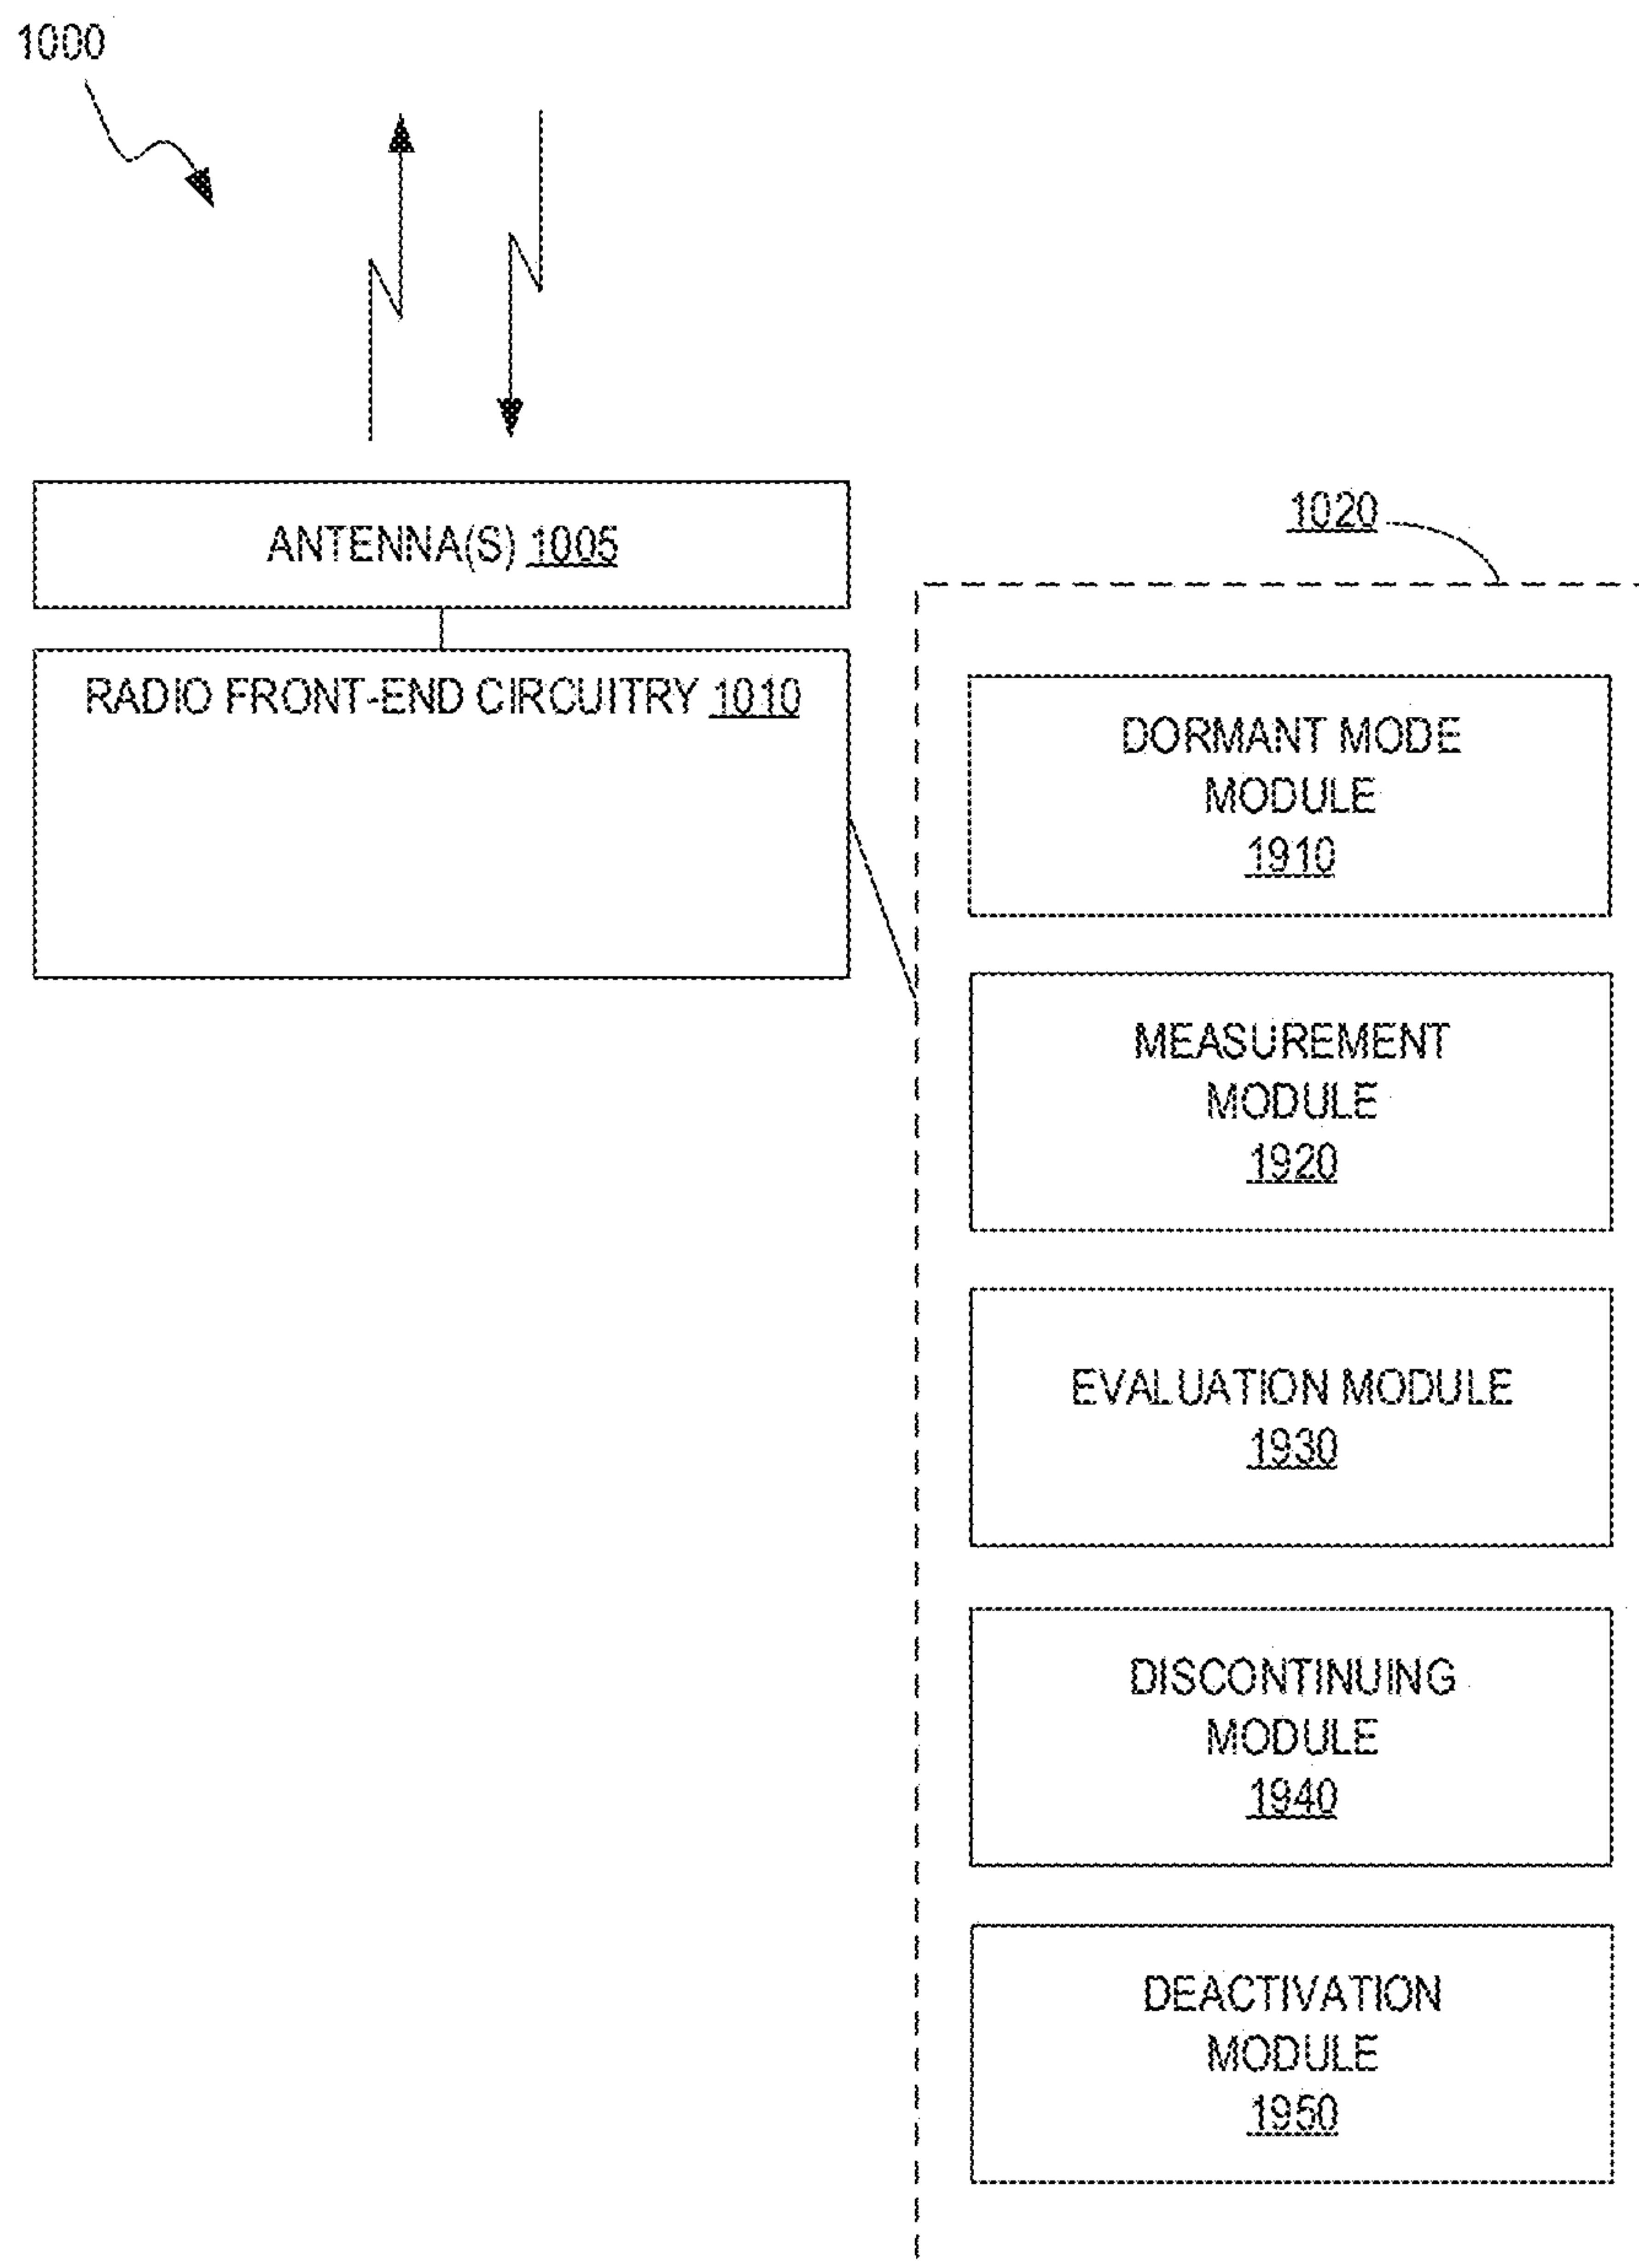 1000
ANTENNA(S) 1005
1020
RADIO FRONT-END CIRCUITRY 1010
DORMANT MODE
MODULE
1910
MEASUREMENT
MODULE
1920
EVALUATION MODULE
1930
DISCONTINUING
MODULE
1940
DEACTIVATION
MODULE
1950